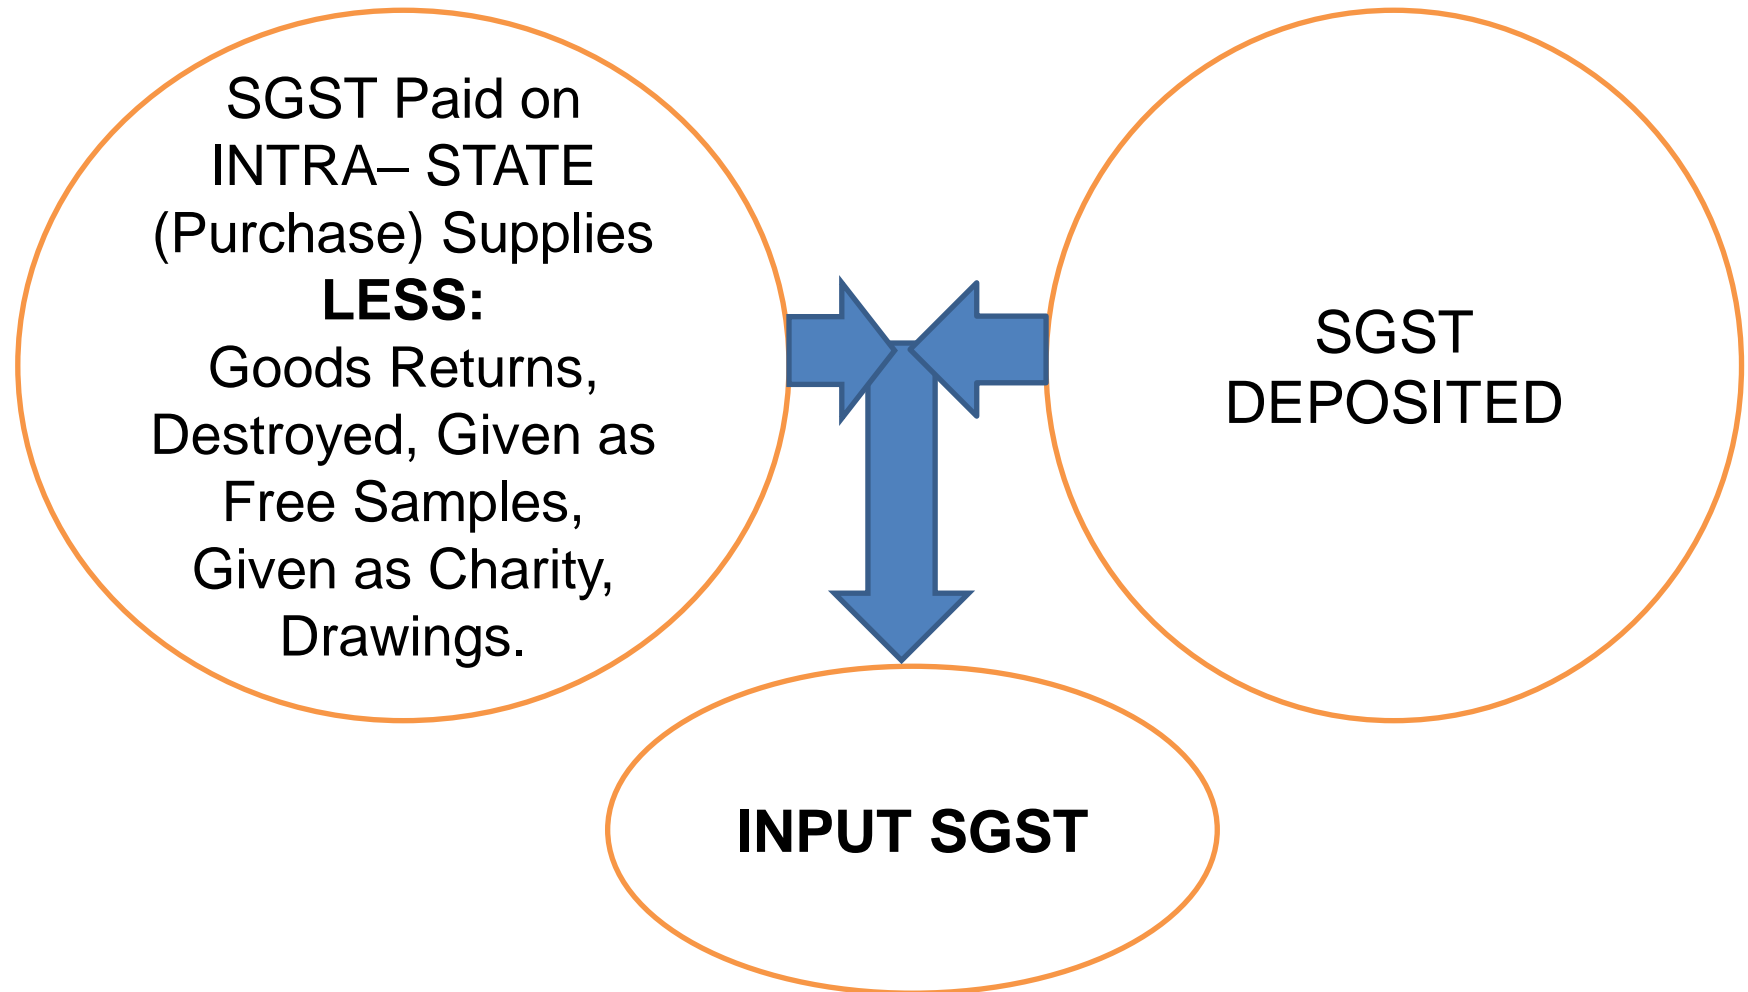 SGST Paid on
INTRA– STATE
(Purchase) Supplies
LESS:
Goods Returns,
Destroyed, Given as
Free Samples,
Given as Charity,
Drawings.
SGST
DEPOSITED
INPUT SGST